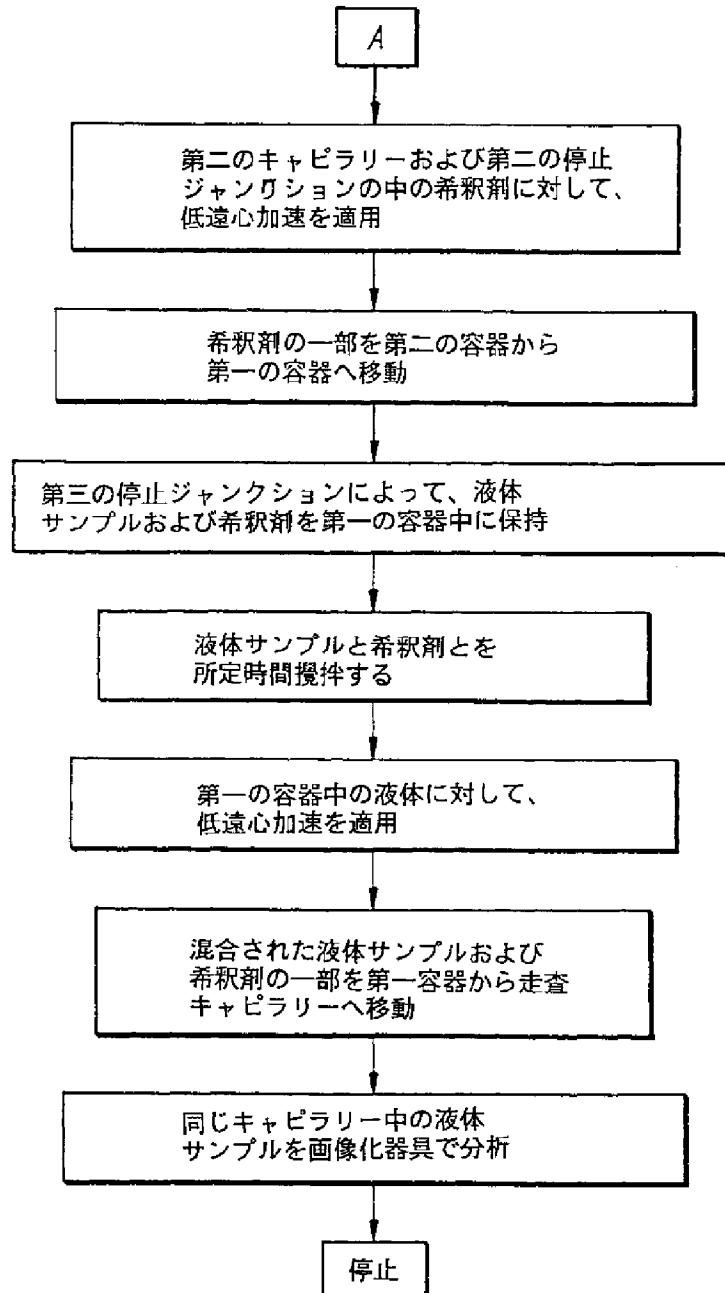 A
第二のキャピラリーおよび第二の停止
ジャンクションの中の希釈剤に対して、
低遠心加速を適用
希釈剤の一部を第二の容器から
第一の容器へ移動
第三の停止ジャンクションによって、液体
サンプルおよび希釈剤を第一の容器中に保持
液体サンプルと希釈剤とを
所定時間攪拌する
第一の容器中の液体に対して、
低遠心加速を適用
混合された液体サンプルおよび
希釈剤の一部を第一容器から走査
キャピラリーへ移動
同じキャピラリー中の液体
サンプルを画像化器具で分析
停止